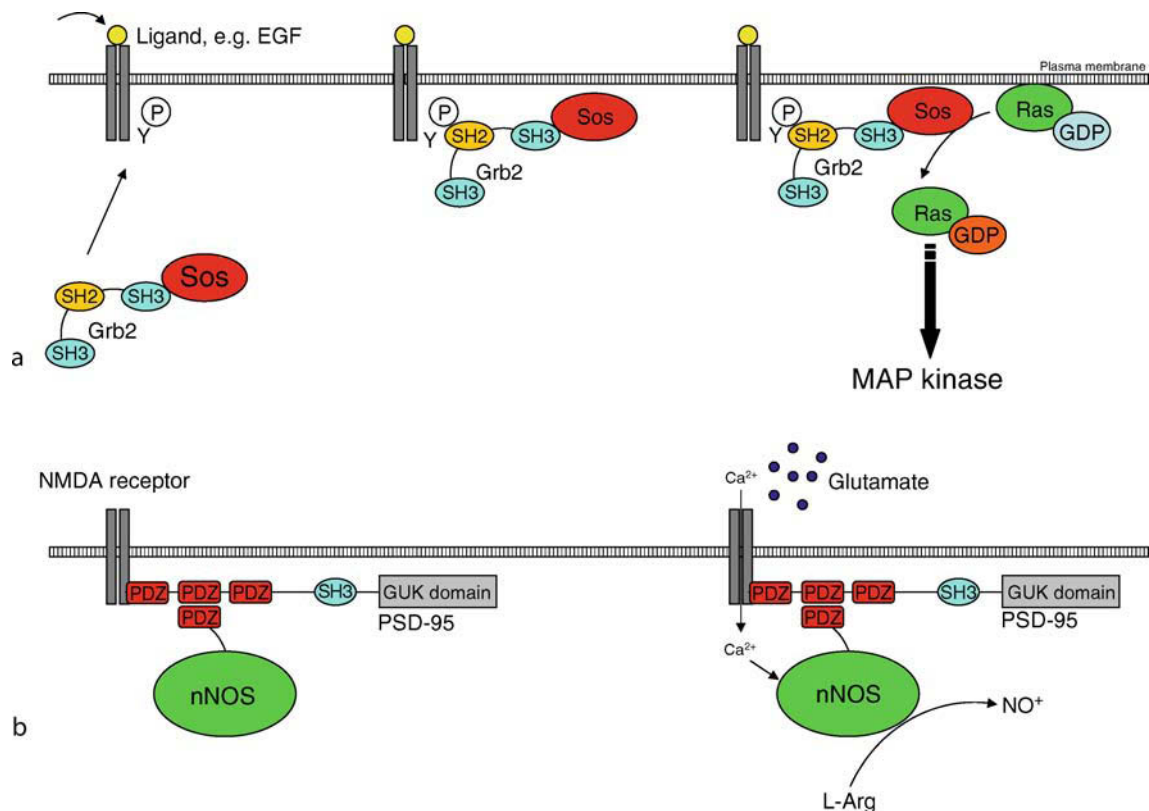 Ligand, e.g. EGF
P
Y
SH2
SH3
Sos
Grb2
SH3
P
Y
SH2
SH3
Sos
Grb2
SH3
Plasma membrane
P
Y
SH2
SH3
Sos
Grb2
SH3
Ras
GDP
Ras
GDP
MAP kinase
a
NMDA receptor
PDZ
PDZ
PDZ
SH3
GUK domain
PSD-95
PDZ
nNOS
Ca²⁺
Glutamate
PDZ
PDZ
PDZ
SH3
GUK domain
PSD-95
PDZ
Ca²⁺
nNOS
NO⁺
L-Arg
b